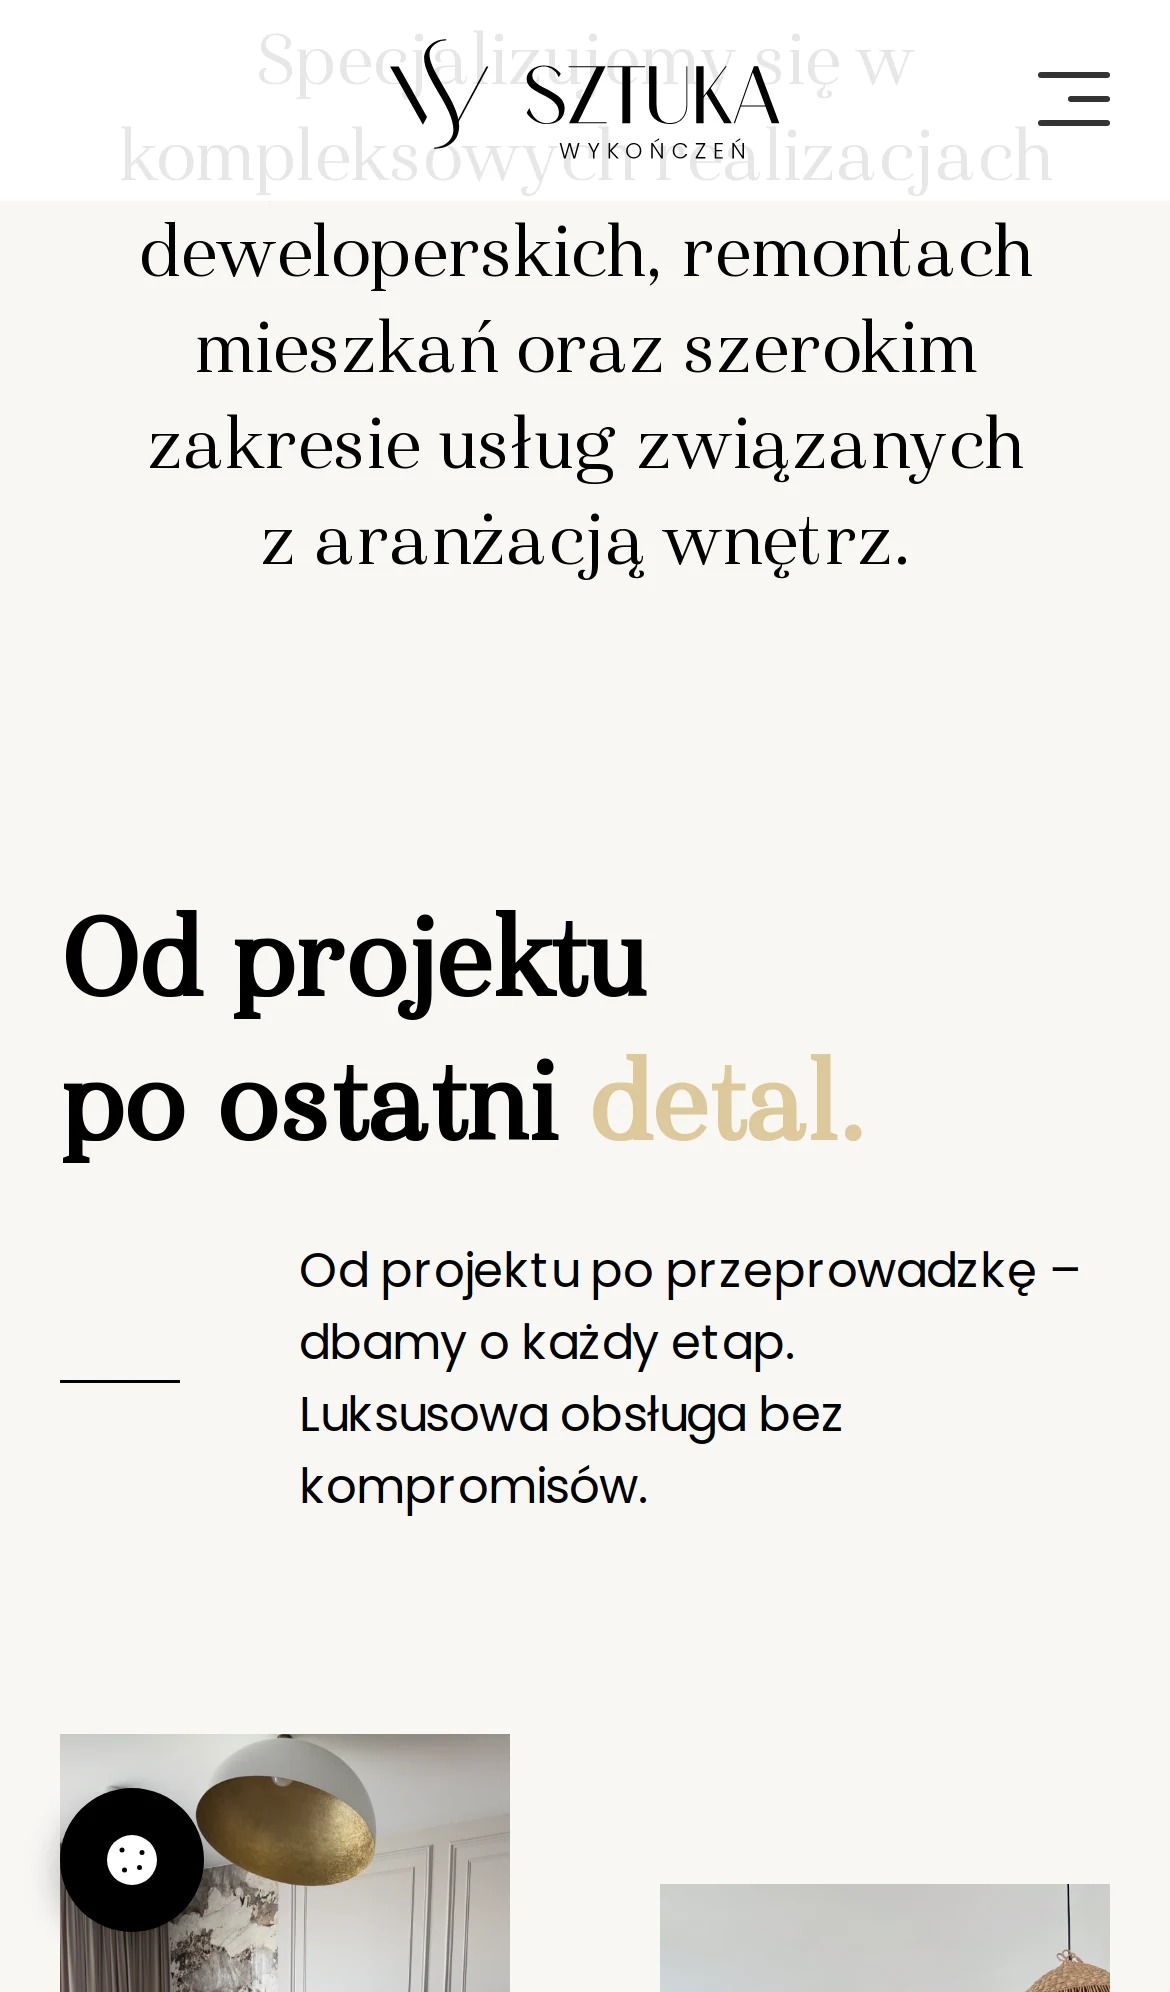 Specjalizujemy się w
SZTUKA
WYKOŃCZEŃ
kompleksowych realizacjach
deweloperskich, remontach
mieszkań oraz szerokim
zakresie usług związanych
z aranżacją wnętrz.
Od projektu
po ostatni detal.
Od projektu po przeprowadzkę –
dbamy o każdy etap.
Luksusowa obsługa bez
kompromisów.